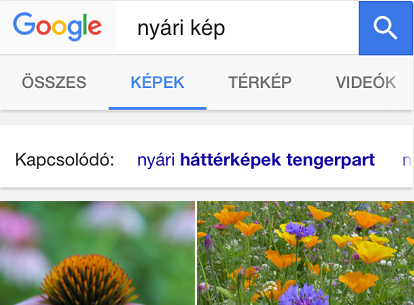 Google nyári kép
ÖSSZES KÉPEK TÉRKÉP VIDEÓK
Kapcsolódó: nyári háttérképek tengerpart